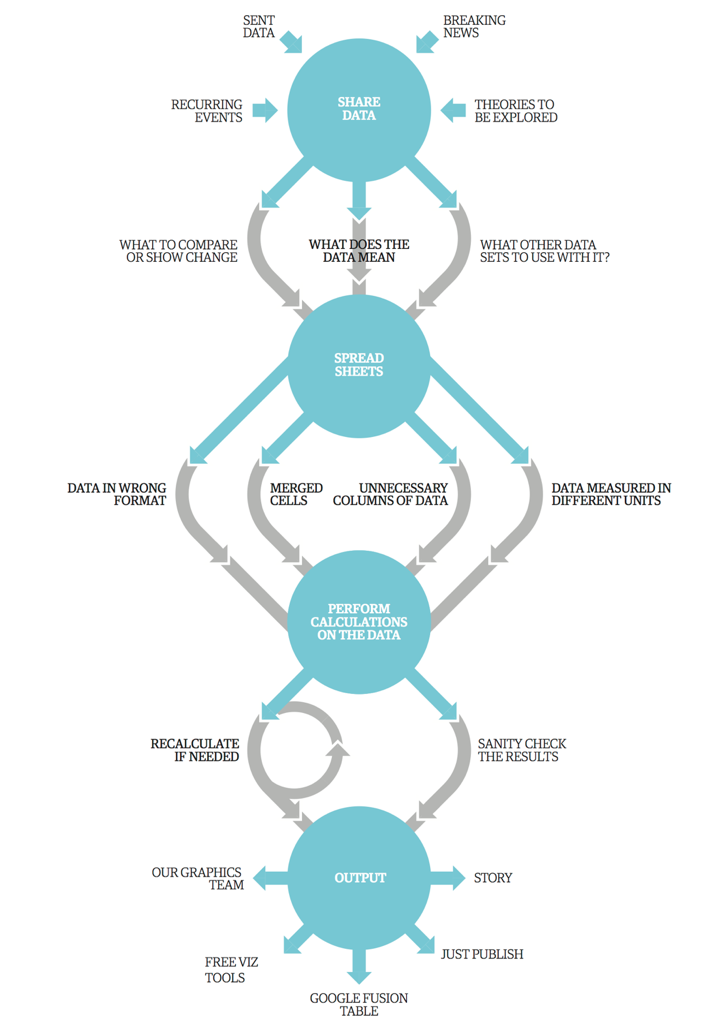 SENT
DATA
BREAKING
NEWS
RECURRING
EVENTS
SHARE
DATA
THEORIES TO
BE EXPLORED
WHAT TO COMPARE
OR SHOW CHANGE
WHAT DOES THE
DATA MEAN
WHAT OTHER DATA
SETS TO USE WITH IT?
SPREAD
SHEETS
DATA IN WRONG
FORMAT
MERGED
CELLS
UNNECESSARY
COLUMNS OF DATA
DATA MEASURED IN
DIFFERENT UNITS
PERFORM
CALCULATIONS
ON THE DATA
RECALCULATE
IF NEEDED
SANITY CHECK
THE RESULTS
OUR GRAPHICS
TEAM
OUTPUT
STORY
FREE VIZ
TOOLS
JUST PUBLISH
GOOGLE FUSION
TABLE